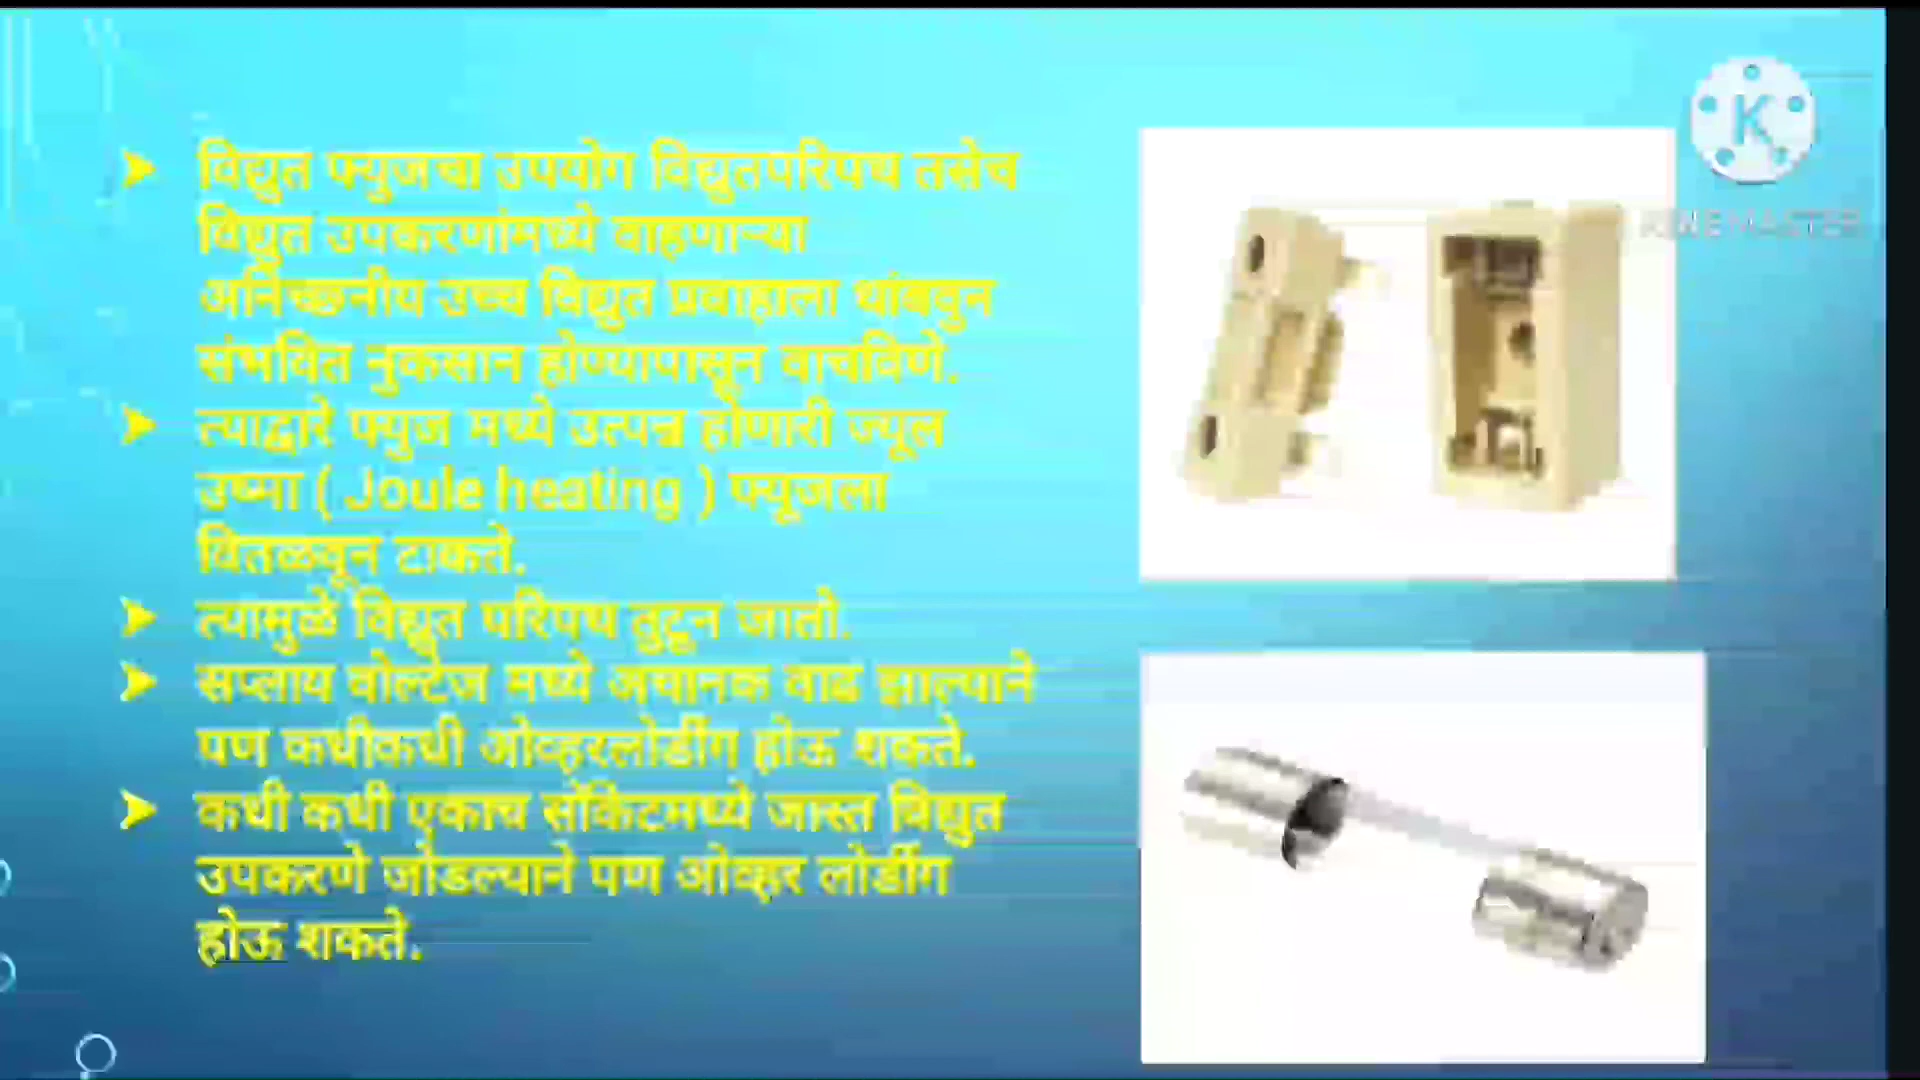 विद्युत फ्युजचा उपयोग विद्युतपरिपथ तसेच
विद्युत उपकरणांमध्ये वाहणाऱ्या
अनिच्छनीय उच्च विद्युत प्रवाहाला थांबवुन
संभवित नुकसान होण्यापासून वाचविणे.
त्याद्वारे फ्युज मध्ये उत्पन्न होणारी ज्यूल
उष्मा ( Joule heating ) फ्यूजला
वितळवून टाकते.
त्यामुळे विद्युत परिपथ तुटून जातो.
सप्लाय वोल्टेज मध्ये अचानक वाढ झाल्याने
पण कधीकधी ओव्हरलोडींग होऊ शकते.
कधी कधी एकाच सर्किटमध्ये जास्त विद्युत
उपकरणे जोडल्याने पण ओव्हर लोडींग
होऊ शकते.
K
KINEMASTER